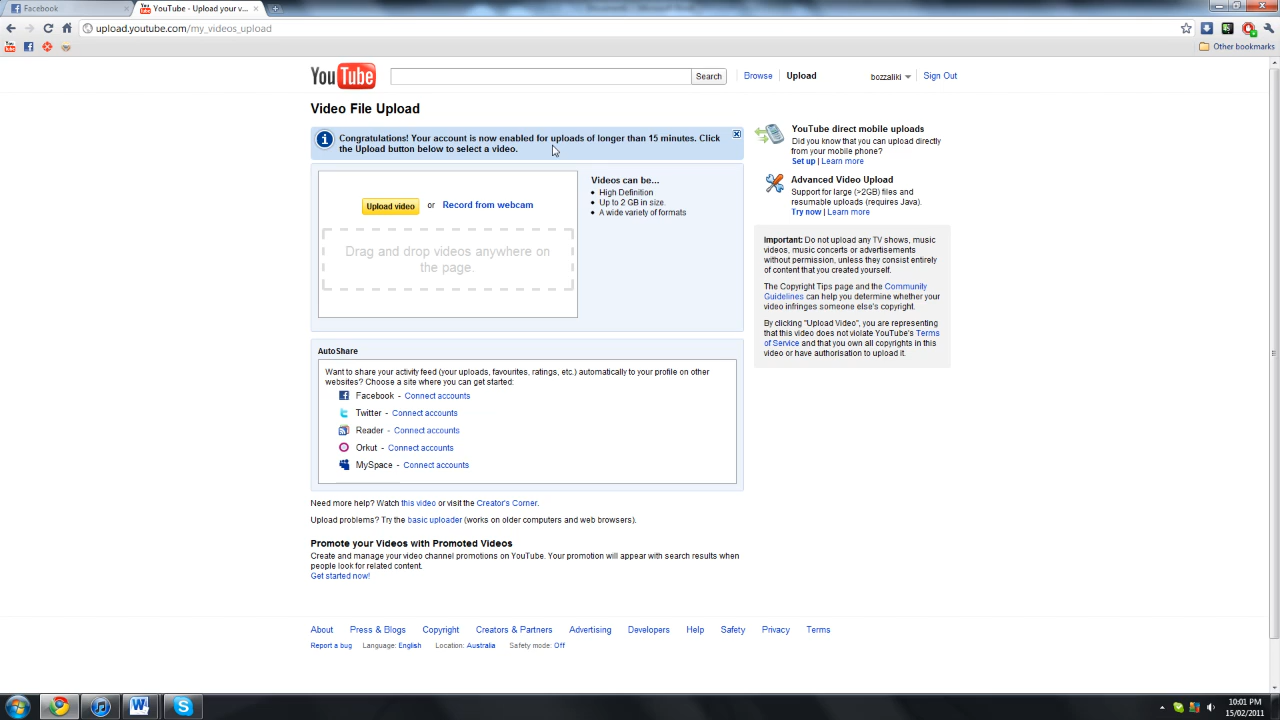 Facebook
YouTube - Upload your v...
upload.youtube.com/my_videos_upload
Other bookmarks
YouTube
Search
Browse
Upload
bozzaliki
Sign Out
Video File Upload
Congratulations! Your account is now enabled for uploads of longer than 15 minutes. Click
the Upload button below to select a video.
Upload video or Record from webcam
Drag and drop videos anywhere on
the page.
Videos can be...
High Definition
Up to 2 GB in size.
A wide variety of formats
YouTube direct mobile uploads
Did you know that you can upload directly
from your mobile phone?
Set up | Learn more
Advanced Video Upload
Support for large (>2GB) files and
resumable uploads (requires Java).
Try now | Learn more
Important: Do not upload any TV shows, music
videos, music concerts or advertisements
without permission, unless they consist entirely
of content that you created yourself.
The Copyright Tips page and the Community
Guidelines can help you determine whether your
video infringes someone else's copyright.
By clicking "Upload Video", you are representing
that this video does not violate YouTube's Terms
of Service and that you own all copyrights in this
video or have authorisation to upload it.
AutoShare
Want to share your activity feed (your uploads, favourites, ratings, etc.) automatically to your profile on other
websites? Choose a site where you can get started:
Facebook - Connect accounts
Twitter - Connect accounts
Reader - Connect accounts
Orkut - Connect accounts
MySpace - Connect accounts
Need more help? Watch this video or visit the Creator's Corner.
Upload problems? Try the basic uploader (works on older computers and web browsers).
Promote your Videos with Promoted Videos
Create and manage your video channel promotions on YouTube. Your promotion will appear with search results when
people look for related content.
Get started now!
About Press & Blogs Copyright Creators & Partners Advertising Developers Help Safety Privacy Terms
Report a bug Language: English Location: Australia Safety mode: Off
10:01 PM
15/02/2011